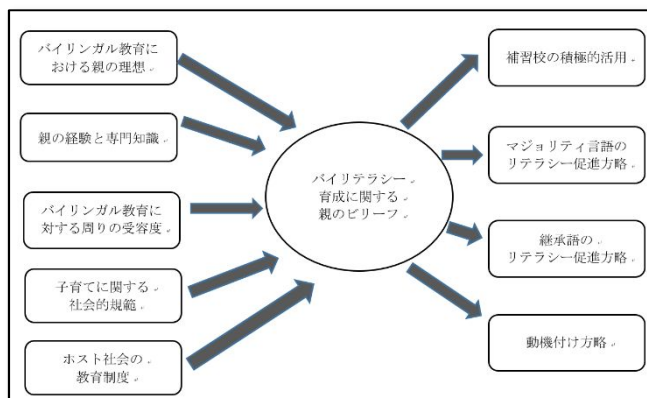 バイリンガル教育に
おける親の理想
親の経験と専門知識
バイリンガル教育に
対する周りの受容度
子育てに関する
社会的規範
ホスト社会の
教育制度
バイリテラシー
育成に関する
親のビリーフ
補習校の積極的活用
マジョリティ言語の
リテラシー促進方略
継承語の
リテラシー促進方略
動機付け方略